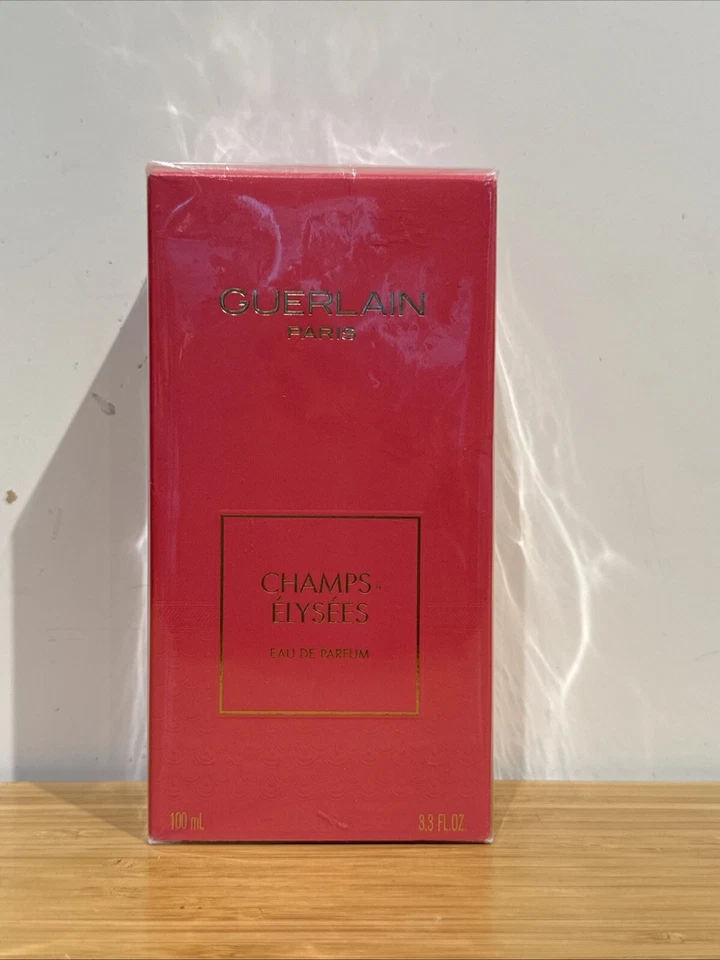 GUERLAIN
PARIS
CHAMPS-
ÉLYSÉES
EAU DE PARFUM
100 mL 3.3 FL.OZ